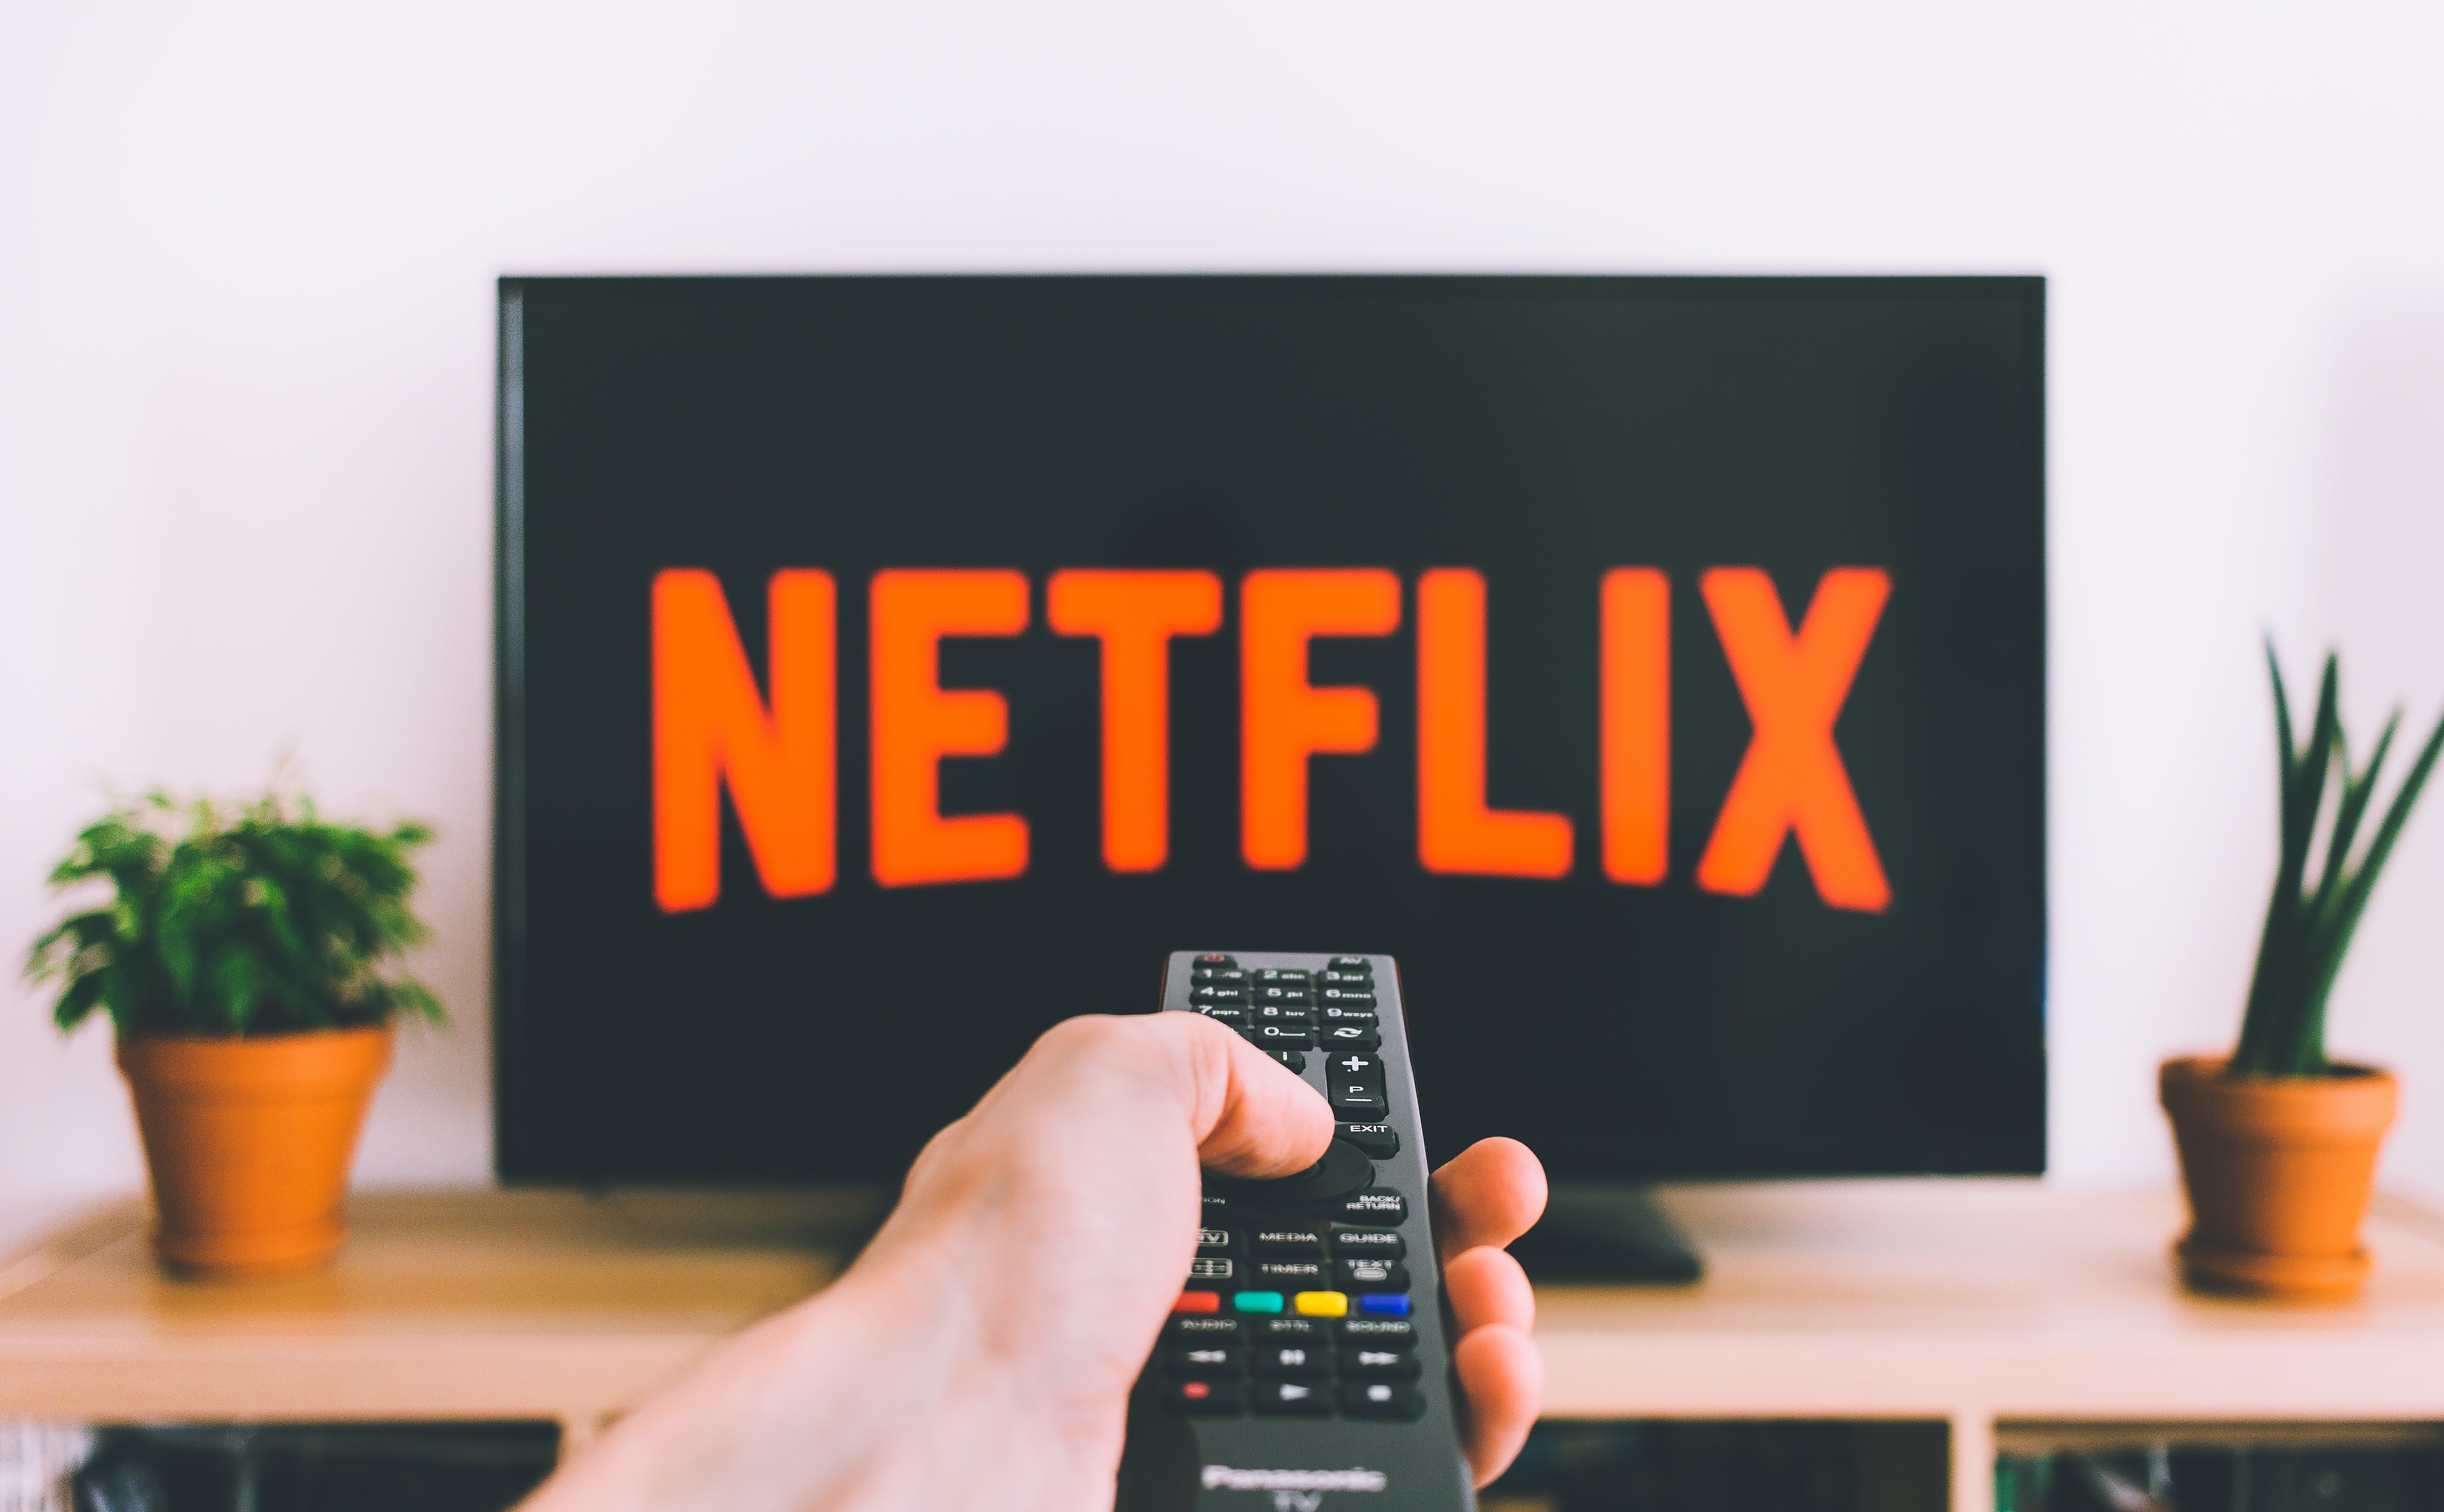 NETFLIX
AV
1 .-/@ 2 abc 3 def
4 ghi 5 jkl 6 mno
7 pqrs 8 tuv 9 wxyz
0
i
+
P
−
EXIT
BACK/
RETURN
TV MEDIA GUIDE
TIMER TEXT
AUDIO STTL SOUND
Panasonic
TV